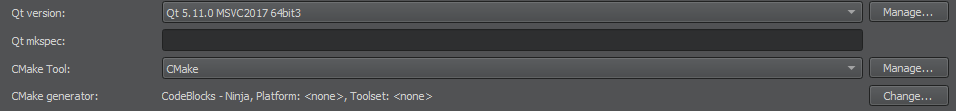 Qt version: Qt 5.11.0 MSVC2017 64bit3 Manage...
Qt mkspec:
CMake Tool: CMake Manage...
CMake generator: CodeBlocks - Ninja, Platform: <none>, Toolset: <none> Change...